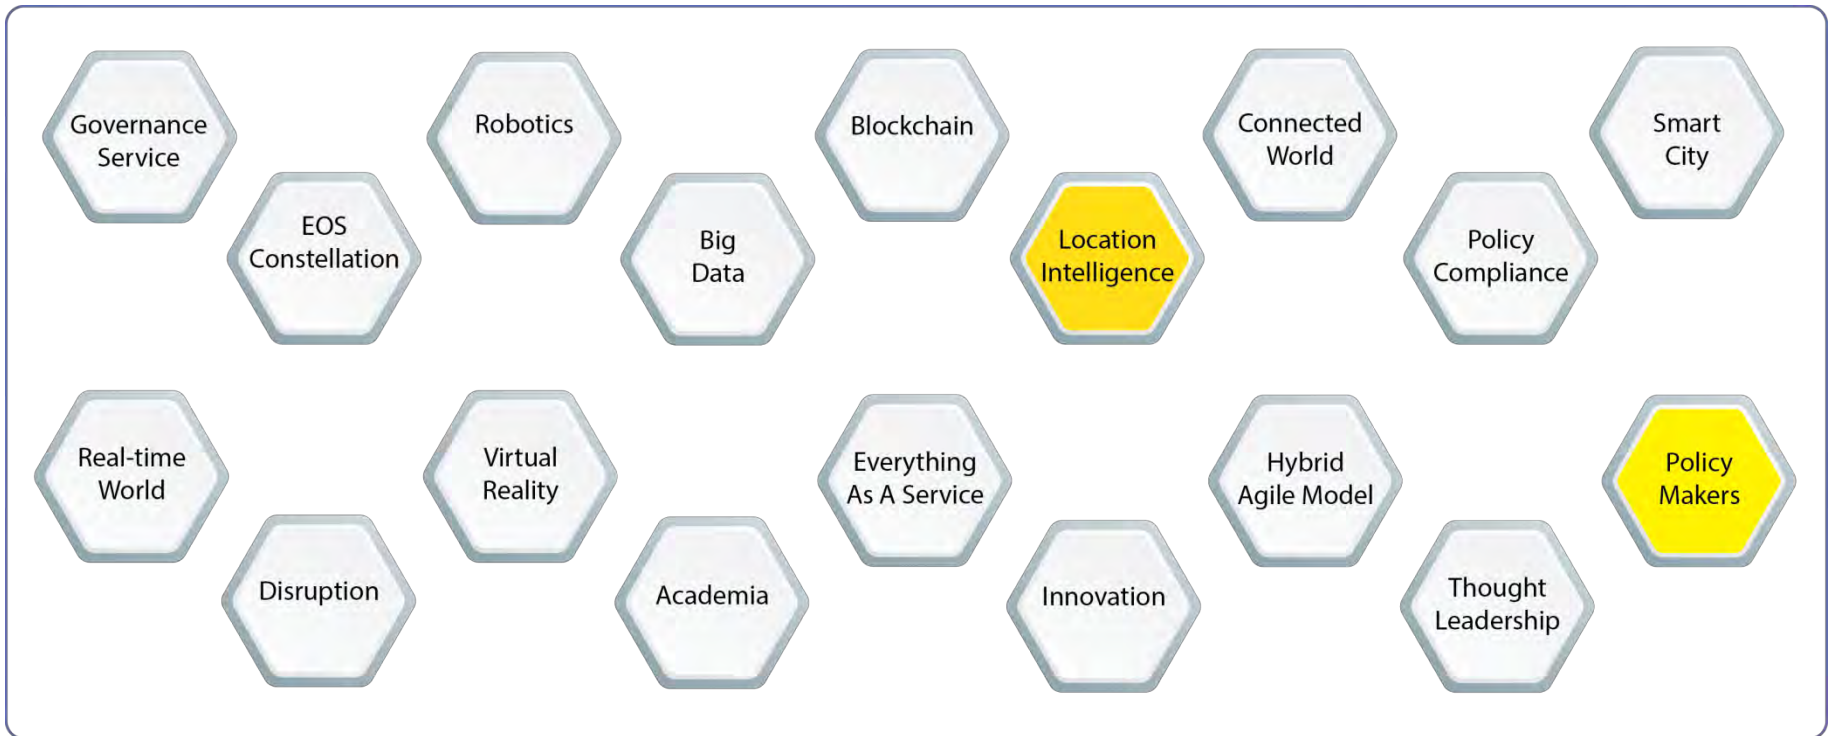 Governance
Service
EOS
Constellation
Robotics
Big
Data
Blockchain
Location
Intelligence
Connected
World
Policy
Compliance
Smart
City
Real-time
World
Disruption
Virtual
Reality
Academia
Everything
As A Service
Innovation
Hybrid
Agile Model
Thought
Leadership
Policy
Makers